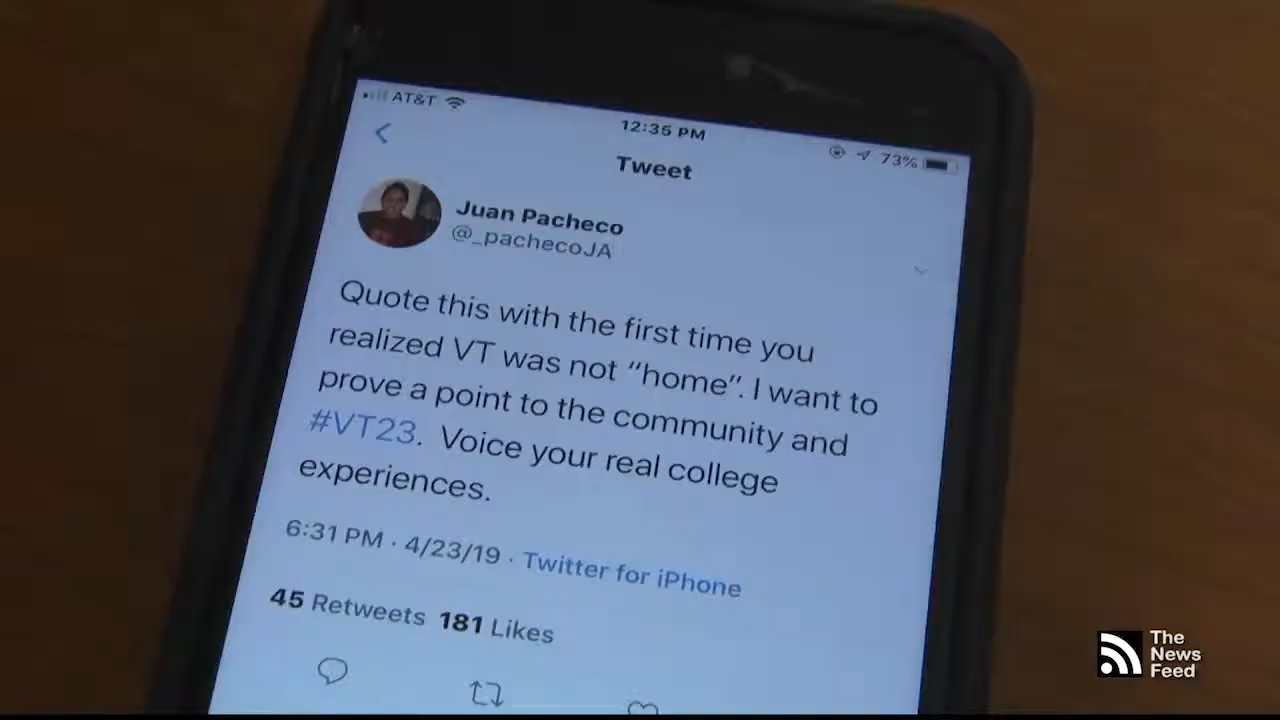 AT&T
12:35 PM
73%
Tweet
Juan Pacheco
@_pachecoJA
Quote this with the first time you
realized VT was not “home”. I want to
prove a point to the community and
#VT23. Voice your real college
experiences.
6:31 PM · 4/23/19 · Twitter for iPhone
45 Retweets 181 Likes
The
News
Feed